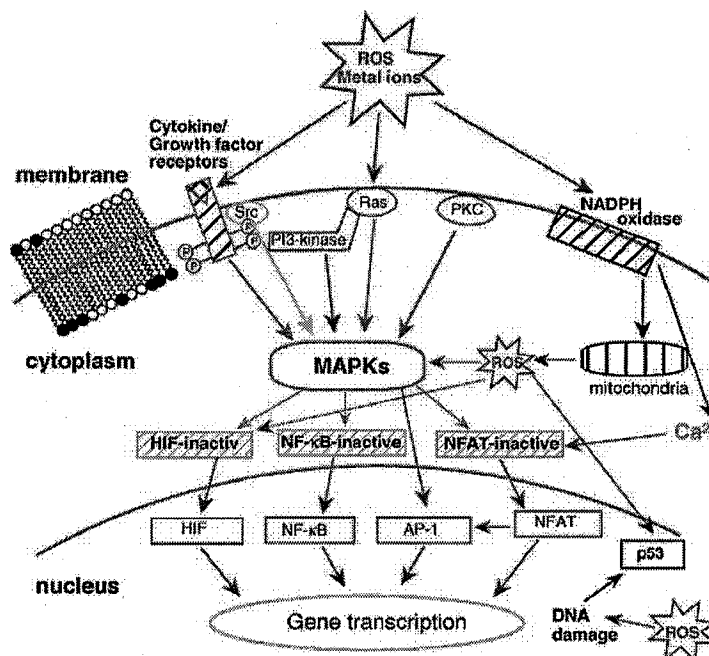 ROS
Metal ions
Cytokine/
Growth factor
receptors
membrane
NADPH
oxidase
Src
Ras
PKC
P
P
P
P
PI3-kinase
cytoplasm
MAPKs
ROS
mitochondria
HIF-inactiv
NF-κB-inactive
NFAT-inactive
Ca²
HIF
NF-κB
AP-1
NFAT
p53
nucleus
Gene transcription
DNA
damage
ROS